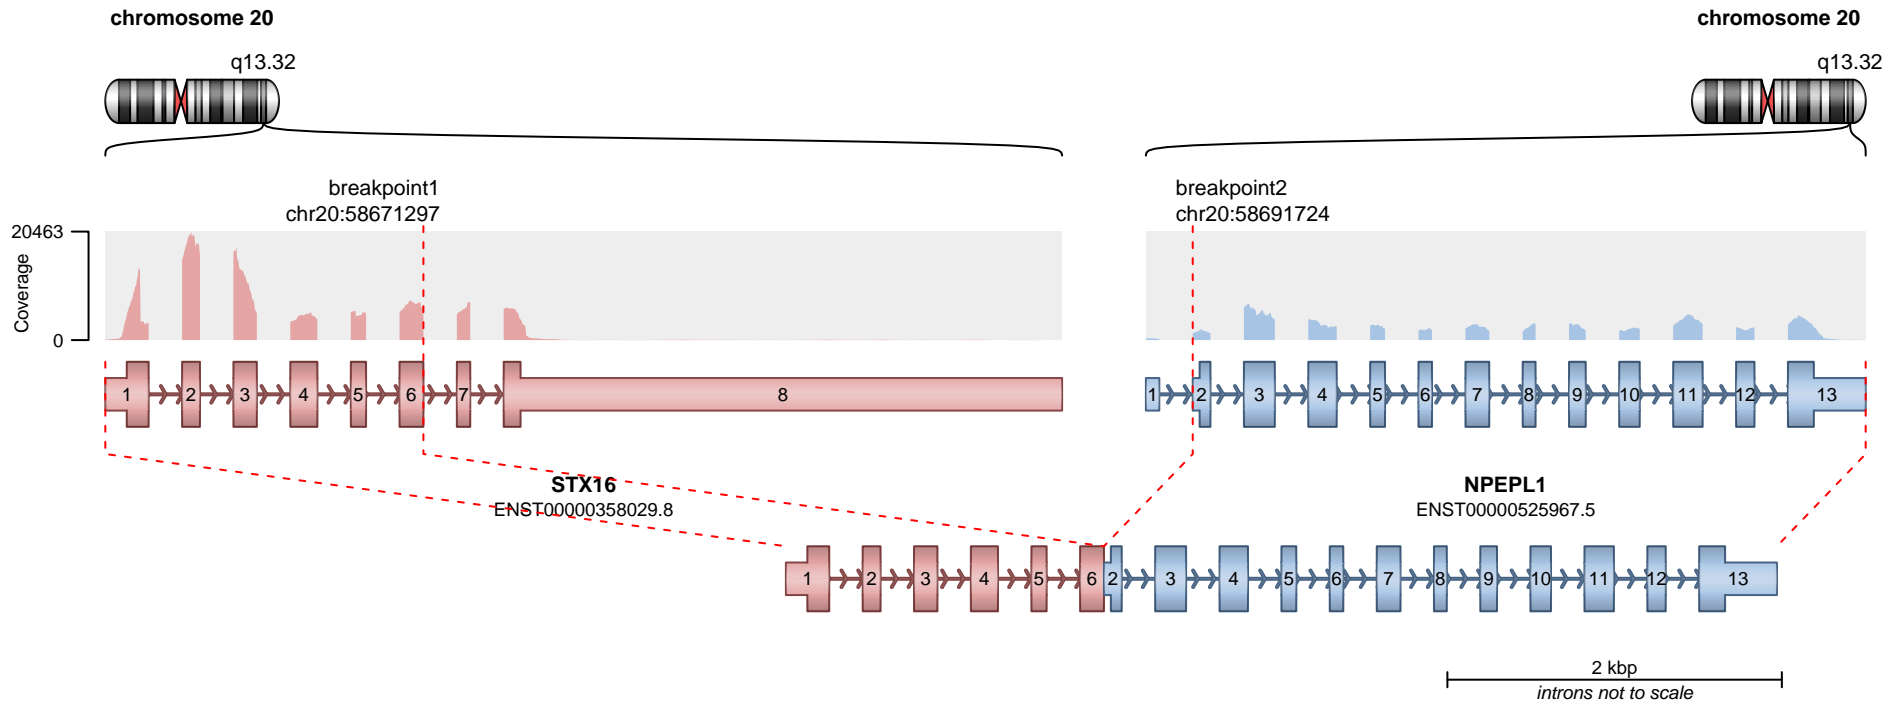 chromosome 20
chromosome 20
q13.32
q13.32
breakpoint1
chr20:58671297
breakpoint2
chr20:58691724
20463
Coverage
0
1 2 3 4 5 6 7 8
1 2 3 4 5 6 7 8 9 10 11 12 13
STX16
ENST00000358029.8
NPEPL1
ENST00000525967.5
1 2 3 4 5 6 2 3 4 5 6 7 8 9 10 11 12 13
2 kbp
introns not to scale